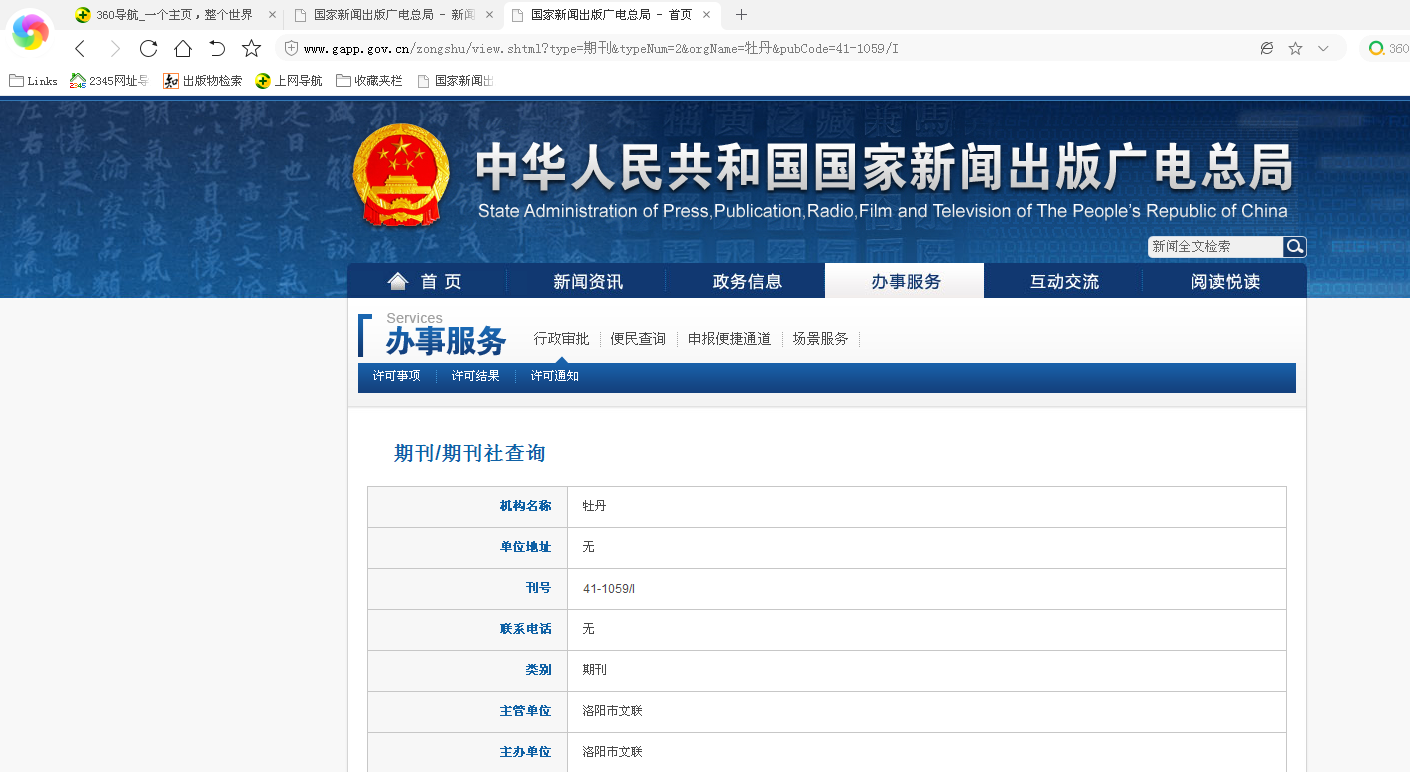 360导航_一个主页，整个世界
国家新闻出版广电总局 - 新闻
国家新闻出版广电总局 - 首页
www.gapp.gov.cn/zongshu/view.shtml?type=期刊&typeNum=2&orgName=牡丹&pubCode=41-1059/I
360
Links 2345网址导 出版物检索 上网导航 收藏夹栏 国家新闻出
中华人民共和国国家新闻出版广电总局
State Administration of Press,Publication,Radio,Film and Television of The People's Republic of China
新闻全文检索
首 页 新闻资讯 政务信息 办事服务 互动交流 阅读悦读
Services
办事服务 行政审批 便民查询 申报便捷通道 场景服务
许可事项 许可结果 许可通知
期刊/期刊社查询
机构名称 牡丹
单位地址 无
刊号 41-1059/I
联系电话 无
类别 期刊
主管单位 洛阳市文联
主办单位 洛阳市文联